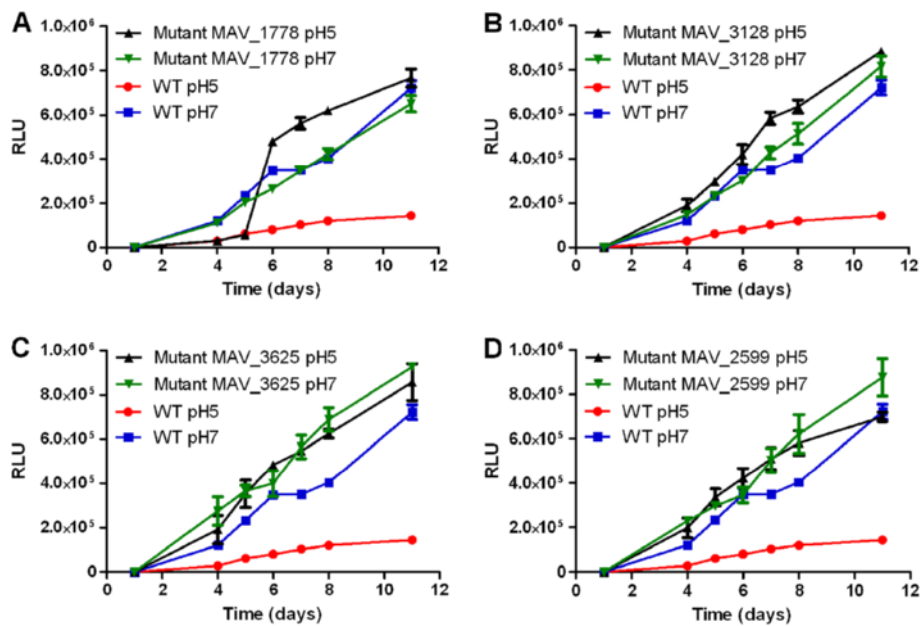 A
Mutant MAV_1778 pH5
Mutant MAV_1778 pH7
WT pH5
WT pH7
1.0×10⁶
8.0×10⁵
6.0×10⁵
4.0×10⁵
2.0×10⁵
0
RLU
0 2 4 6 8 10 12
Time (days)
B
Mutant MAV_3128 pH5
Mutant MAV_3128 pH7
WT pH5
WT pH7
1.0×10⁶
8.0×10⁵
6.0×10⁵
4.0×10⁵
2.0×10⁵
0
RLU
0 2 4 6 8 10 12
Time (days)
C
Mutant MAV_3625 pH5
Mutant MAV_3625 pH7
WT pH5
WT pH7
1.0×10⁶
8.0×10⁵
6.0×10⁵
4.0×10⁵
2.0×10⁵
0
RLU
0 2 4 6 8 10 12
Time (days)
D
Mutant MAV_2599 pH5
Mutant MAV_2599 pH7
WT pH5
WT pH7
1.0×10⁶
8.0×10⁵
6.0×10⁵
4.0×10⁵
2.0×10⁵
0
RLU
0 2 4 6 8 10 12
Time (days)